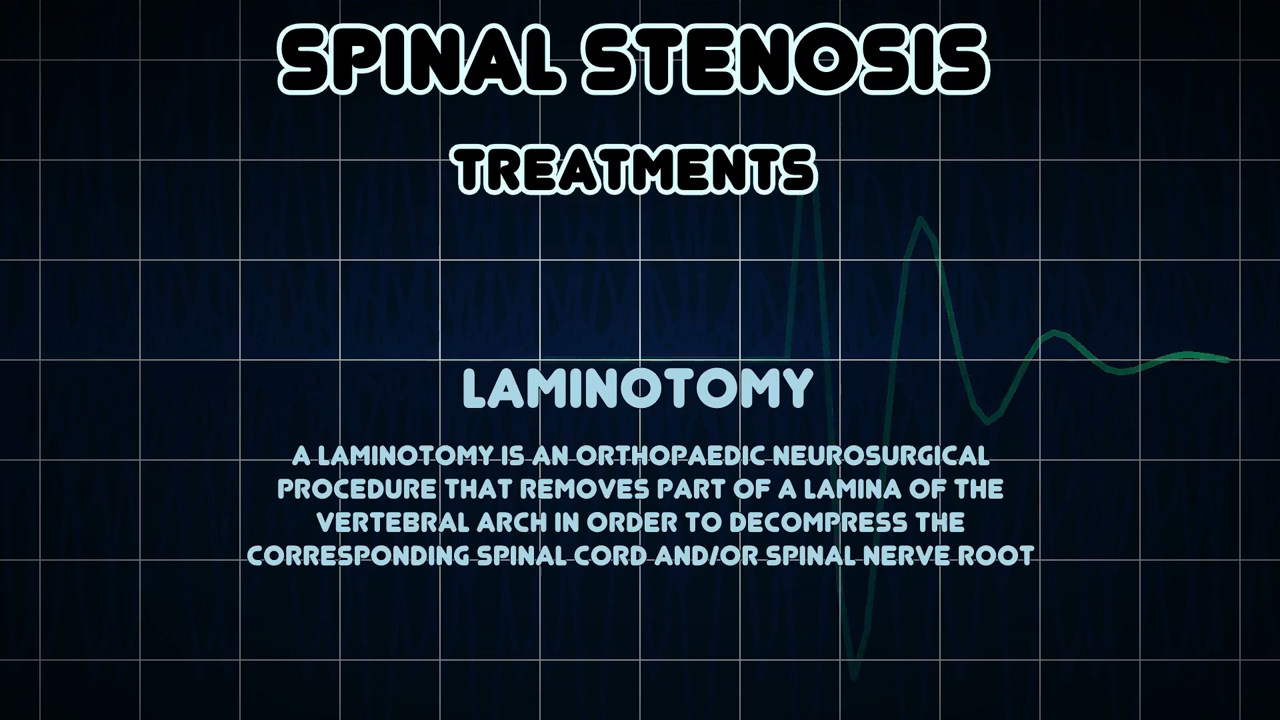 SPINAL STENOSIS
TREATMENTS
LAMINOTOMY
A LAMINOTOMY IS AN ORTHOPAEDIC NEUROSURGICAL
PROCEDURE THAT REMOVES PART OF A LAMINA OF THE
VERTEBRAL ARCH IN ORDER TO DECOMPRESS THE
CORRESPONDING SPINAL CORD AND/OR SPINAL NERVE ROOT